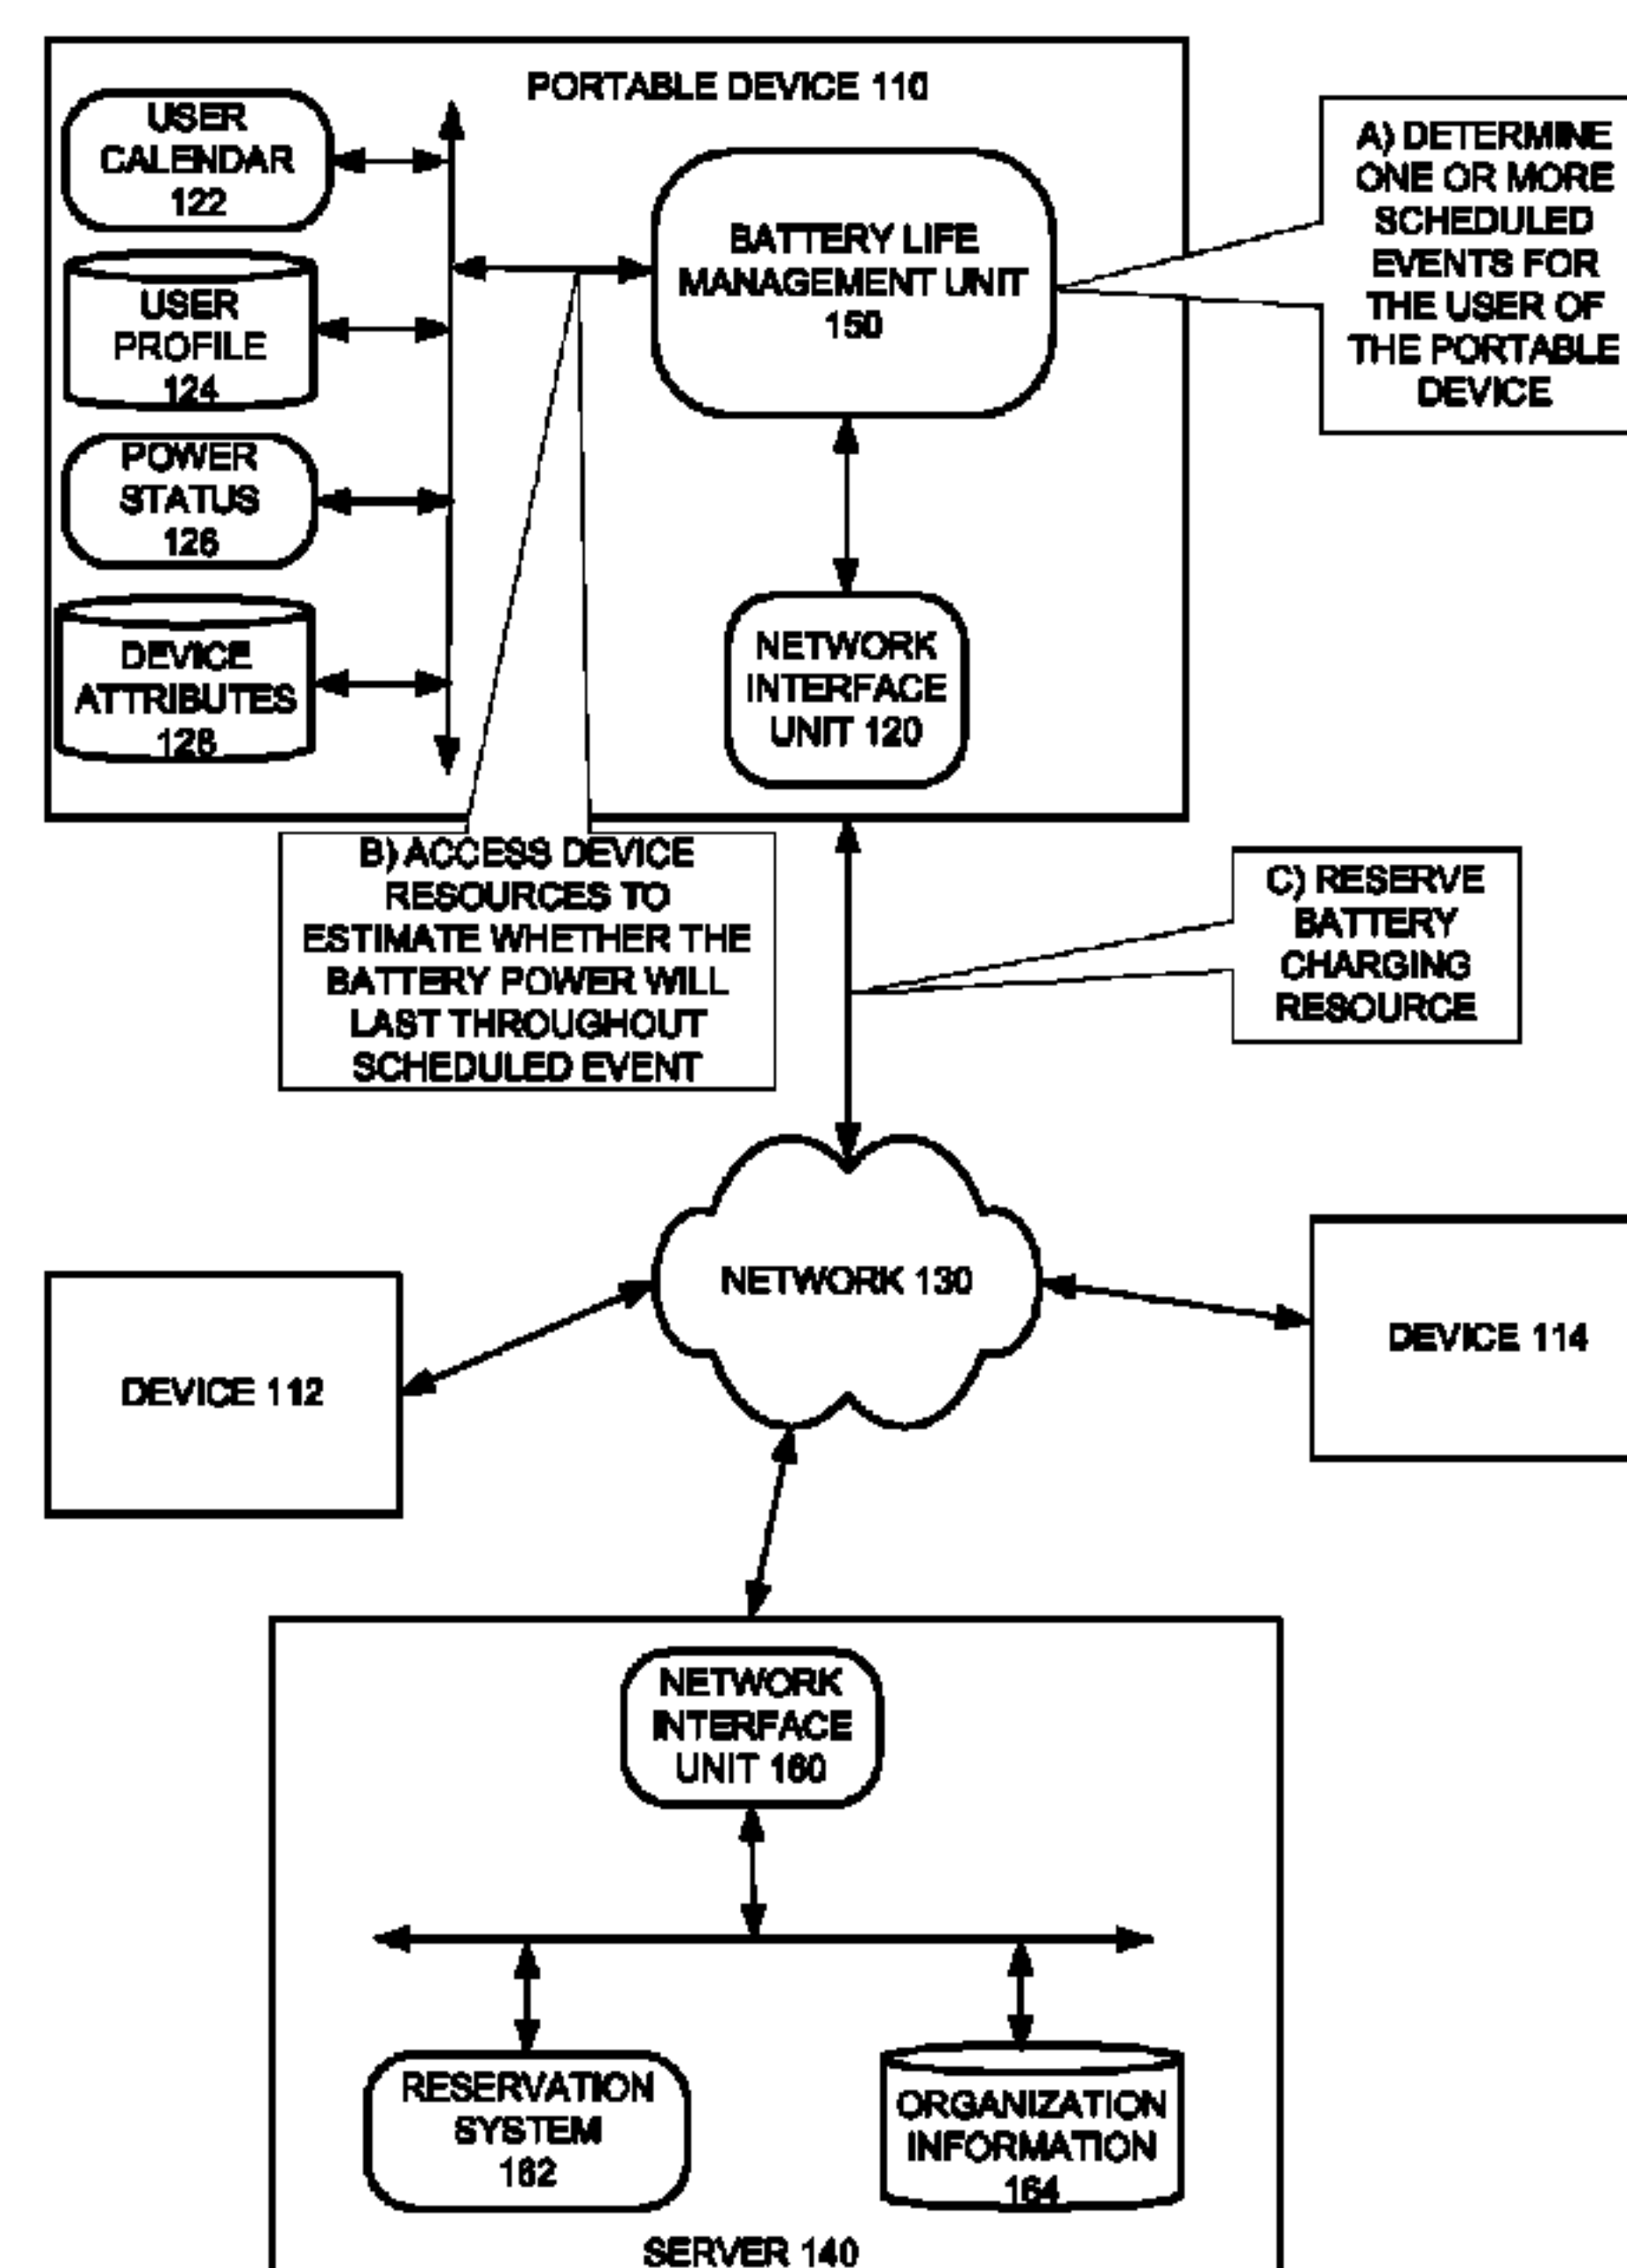 PORTABLE DEVICE 110
USER
CALENDAR
122
USER
PROFILE
124
POWER
STATUS
126
DEVICE
ATTRIBUTES
128
BATTERY LIFE
MANAGEMENT UNIT
150
NETWORK
INTERFACE
UNIT 120
A) DETERMINE
ONE OR MORE
SCHEDULED
EVENTS FOR
THE USER OF
THE PORTABLE
DEVICE
B) ACCESS DEVICE
RESOURCES TO
ESTIMATE WHETHER THE
BATTERY POWER WILL
LAST THROUGHOUT
SCHEDULED EVENT
C) RESERVE
BATTERY
CHARGING
RESOURCE
NETWORK 130
DEVICE 112
DEVICE 114
NETWORK
INTERFACE
UNIT 160
RESERVATION
SYSTEM
162
ORGANIZATION
INFORMATION
164
SERVER 140